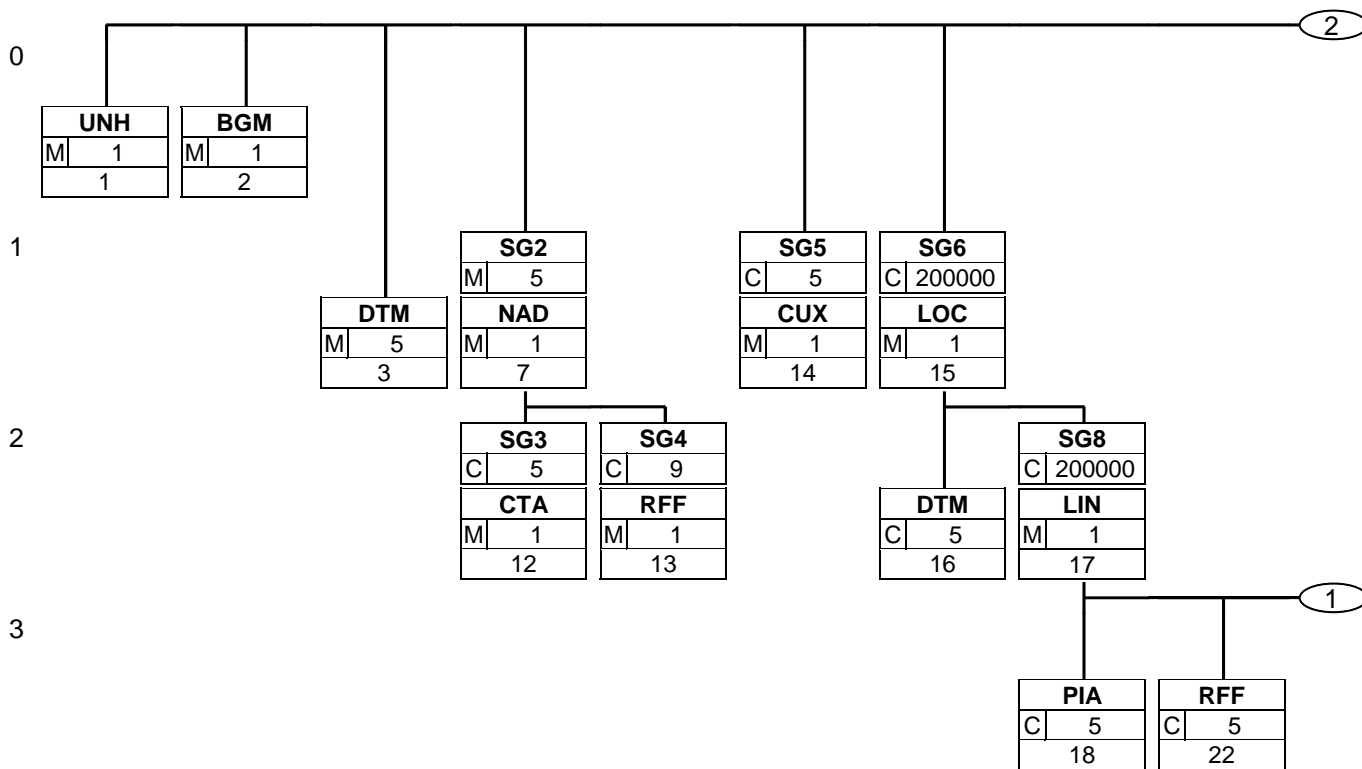 2
0
UNH BGM
M 1 M 1
1 2
1
SG2 SG5 SG6
M 5 C 5 C 200000
DTM NAD CUX LOC
M 5 M 1 M 1 M 1
3 7 14 15
2
SG3 SG4 SG8
C 5 C 9 C 200000
CTA RFF DTM LIN
M 1 M 1 C 5 M 1
12 13 16 17
1
3
PIA RFF
C 5 C 5
18 22